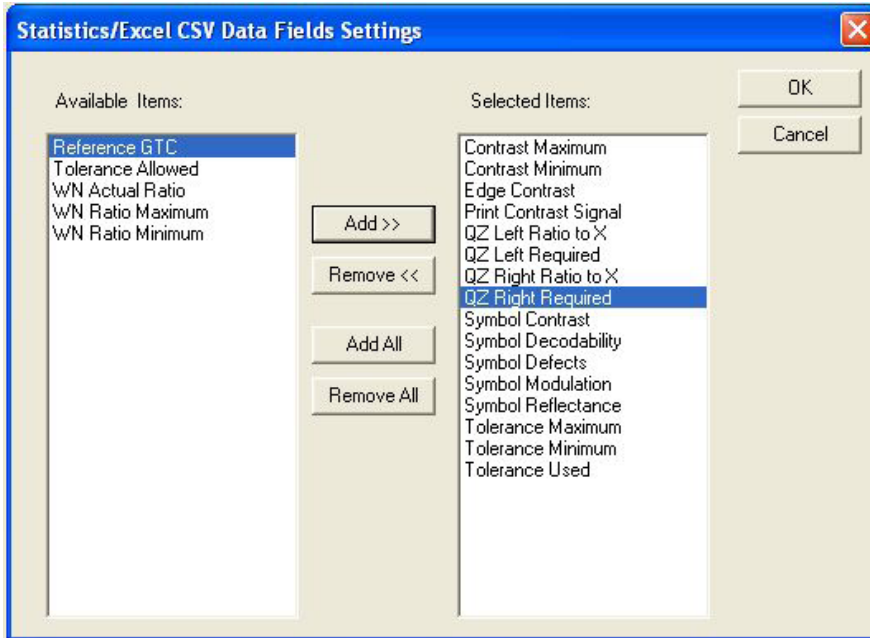 Statistics/Excel CSV Data Fields Settings
Available Items:
Reference GTC
Tolerance Allowed
WN Actual Ratio
WN Ratio Maximum
WN Ratio Minimum
Add >>
Remove <<
Add All
Remove All
Selected Items:
Contrast Maximum
Contrast Minimum
Edge Contrast
Print Contrast Signal
QZ Left Ratio to X
QZ Left Required
QZ Right Ratio to X
QZ Right Required
Symbol Contrast
Symbol Decodability
Symbol Defects
Symbol Modulation
Symbol Reflectance
Tolerance Maximum
Tolerance Minimum
Tolerance Used
OK
Cancel